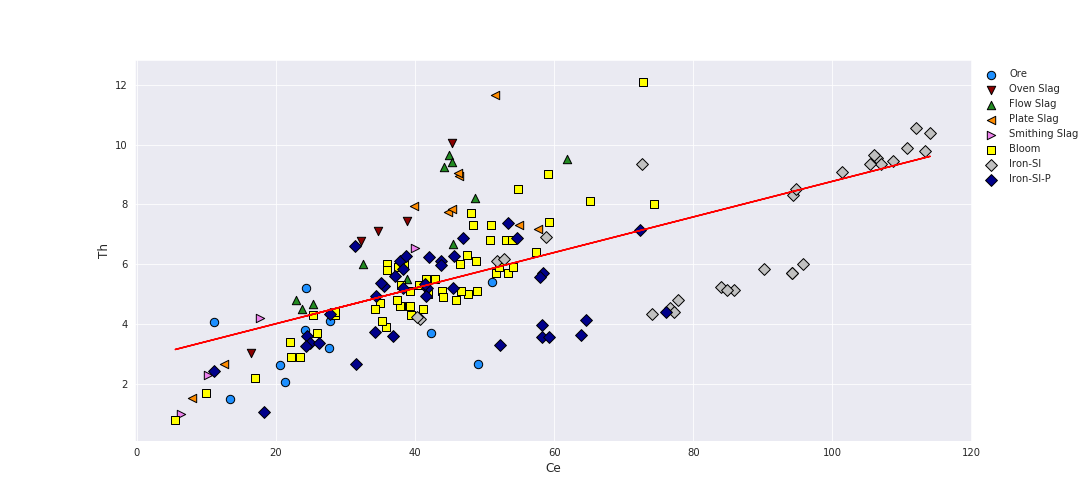 Th
12
10
8
6
4
2
0
20
40
60
80
100
120
Ce
Ore
Oven Slag
Flow Slag
Plate Slag
Smithing Slag
Bloom
Iron-SI
Iron-SI-P